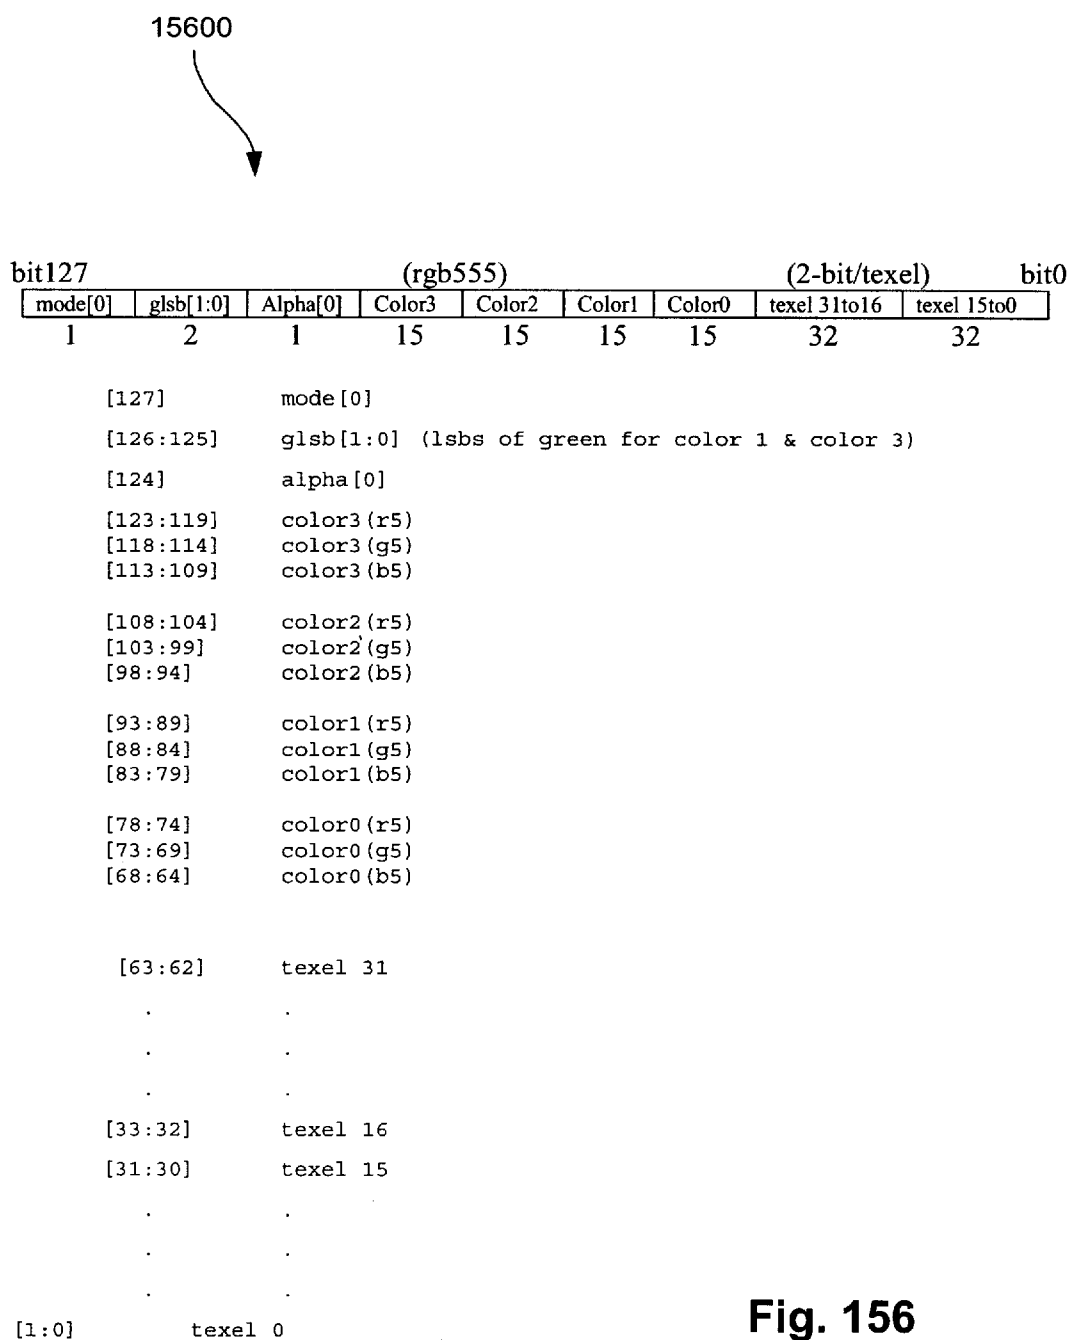 15600
bit127 (rgb555) (2-bit/texel) bit0
mode[0] glsb[1:0] Alpha[0] Color3 Color2 Color1 Color0 texel 31to16 texel 15to0
1 2 1 15 15 15 15 32 32
[127] mode[0]
[126:125] glsb[1:0] (lsbs of green for color 1 & color 3)
[124] alpha[0]
[123:119] color3(r5)
[118:114] color3(g5)
[113:109] color3(b5)
[108:104] color2(r5)
[103:99] color2(g5)
[98:94] color2(b5)
[93:89] color1(r5)
[88:84] color1(g5)
[83:79] color1(b5)
[78:74] color0(r5)
[73:69] color0(g5)
[68:64] color0(b5)
[63:62] texel 31
. .
. .
. .
[33:32] texel 16
[31:30] texel 15
. .
. .
. .
[1:0] texel 0
Fig. 156